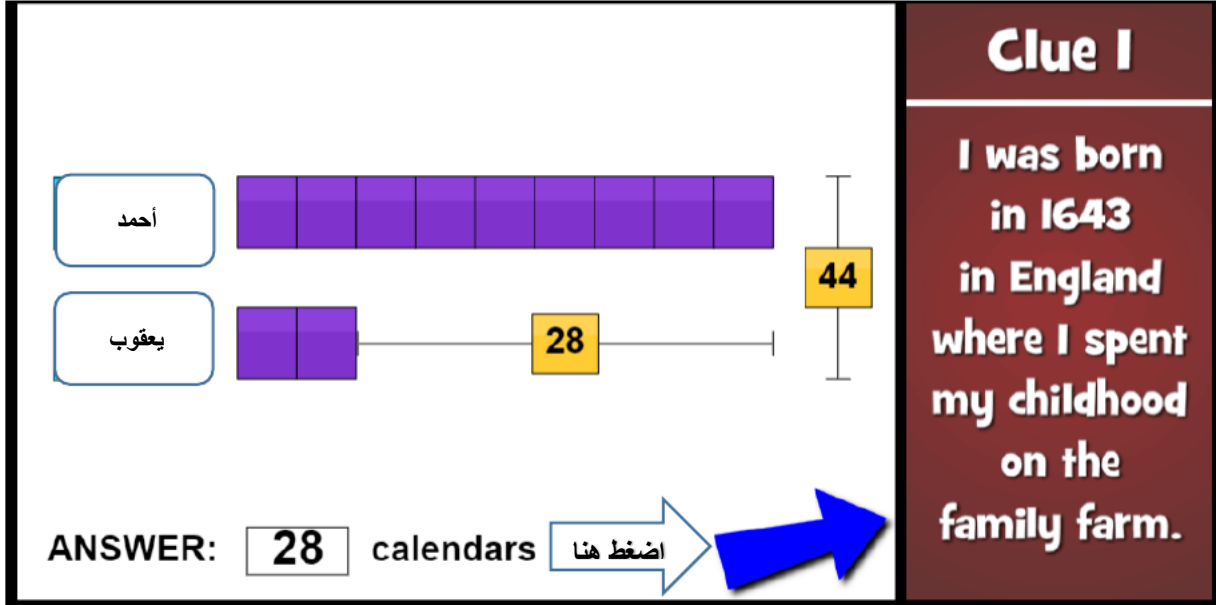 أحمد
44
يعقوب
28
ANSWER: 28 calendars اضغط هنا
Clue 1
I was born
in 1643
in England
where I spent
my childhood
on the
family farm.